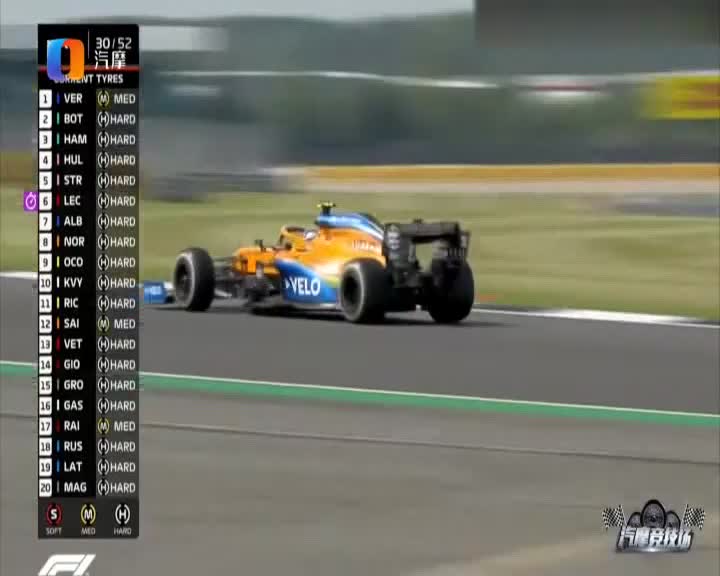 30/52
汽摩
CURRENT TYRES
1 VER M MED
2 BOT H HARD
3 HAM H HARD
4 HUL H HARD
5 STR H HARD
6 LEC H HARD
7 ALB H HARD
8 NOR H HARD
9 OCO H HARD
10 KVY H HARD
11 RIC H HARD
12 SAI M MED
13 VET H HARD
14 GIO H HARD
15 GRO H HARD
16 GAS H HARD
17 RAI M MED
18 RUS H HARD
19 LAT H HARD
20 MAG H HARD
S M H
SOFT MED HARD
F1
VELO
汽摩竞技场